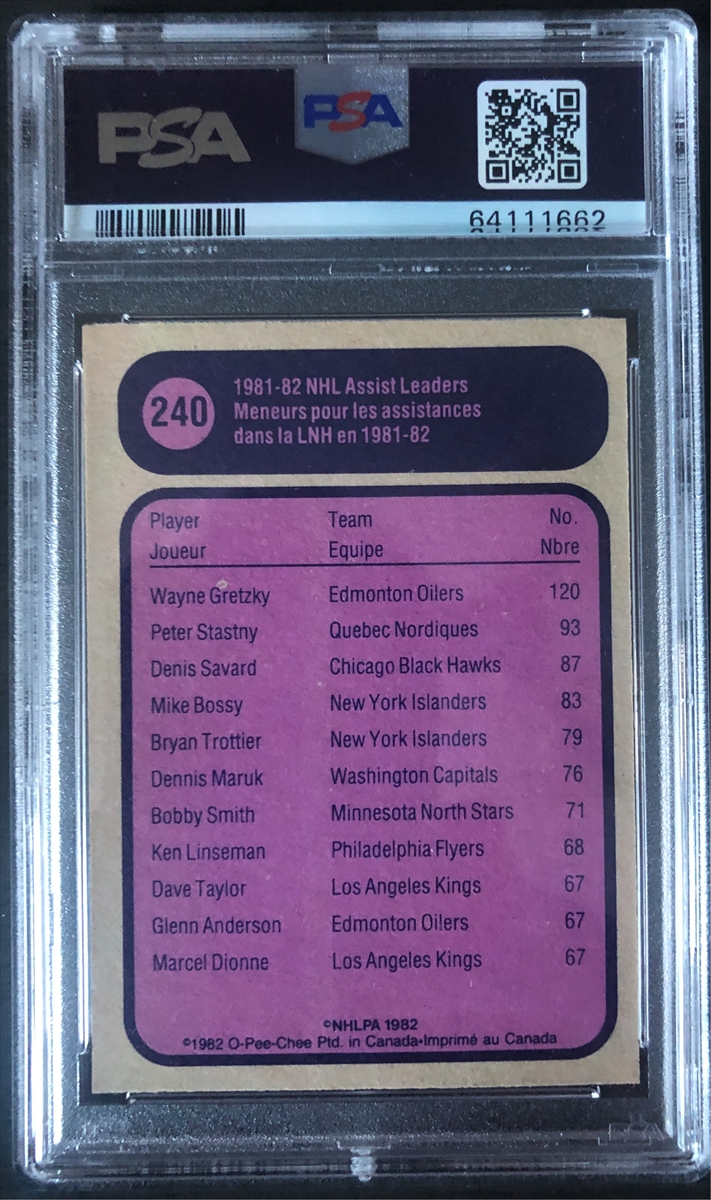 PSA
PSA
64111662
240
1981-82 NHL Assist Leaders
Meneurs pour les assistances
dans la LNH en 1981-82
Player Team No.
Joueur Equipe Nbre
Wayne Gretzky Edmonton Oilers 120
Peter Stastny Quebec Nordiques 93
Denis Savard Chicago Black Hawks 87
Mike Bossy New York Islanders 83
Bryan Trottier New York Islanders 79
Dennis Maruk Washington Capitals 76
Bobby Smith Minnesota North Stars 71
Ken Linseman Philadelphia Flyers 68
Dave Taylor Los Angeles Kings 67
Glenn Anderson Edmonton Oilers 67
Marcel Dionne Los Angeles Kings 67
©NHLPA 1982
©1982 O-Pee-Chee Ptd. in Canada•Imprimé au Canada
PSA